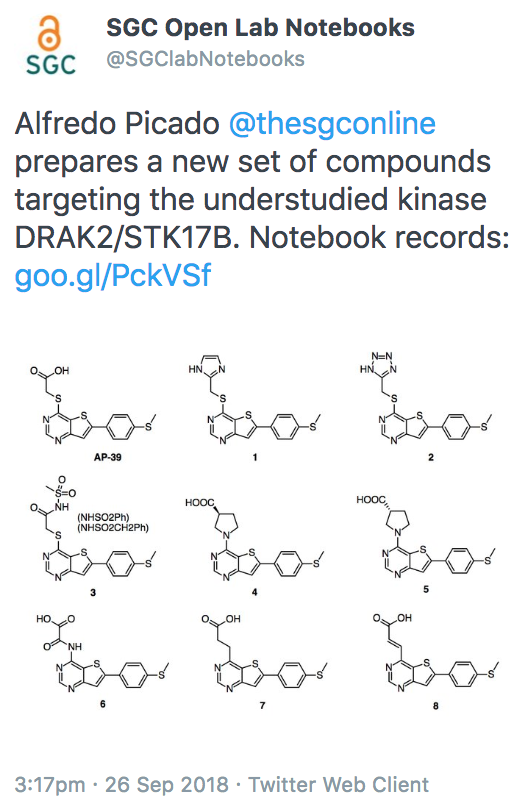 SGC
SGC Open Lab Notebooks
@SGClabNotebooks
Alfredo Picado @thesgconline
prepares a new set of compounds
targeting the understudied kinase
DRAK2/STK17B. Notebook records:
goo.gl/PckVSf
O OH
S
N S
N S
AP-39
HN N
S
N S
N S
1
N=N
HN N
S
N S
N S
2
O
S=O
O NH
(NHSO2Ph)
(NHSO2CH2Ph)
S
N S
N S
3
HOOC
N
N S
N S
4
HOOC
N
N S
N S
5
HO O
O NH
N S
N S
6
O OH
N S
N S
7
O OH
N S
N S
8
3:17pm · 26 Sep 2018 · Twitter Web Client